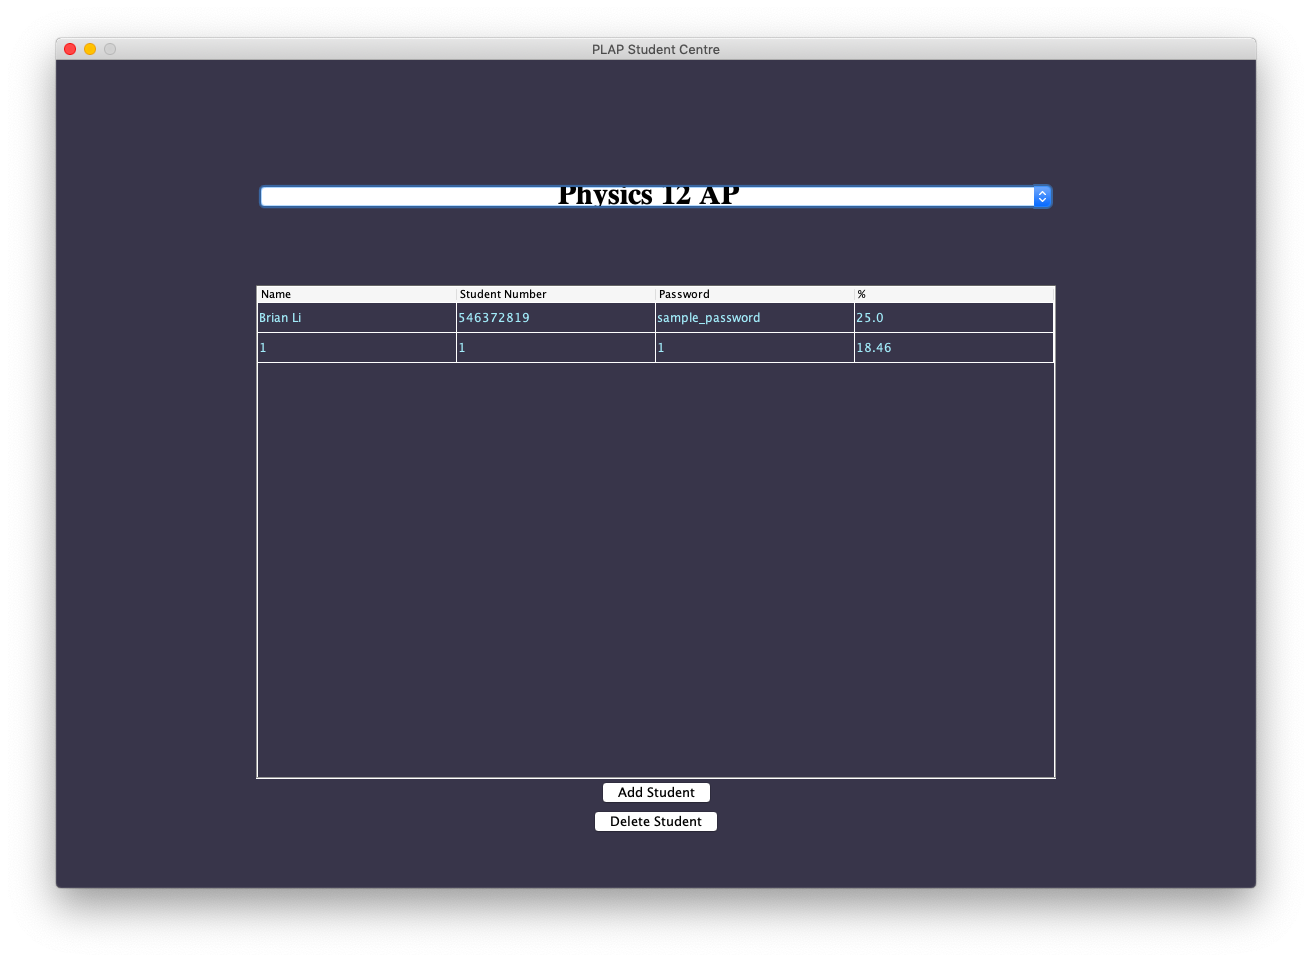 PLAP Student Centre
Physics 12 AP
Name Student Number Password %
Brian Li 546372819 sample_password 25.0
1 1 1 18.46
Add Student
Delete Student